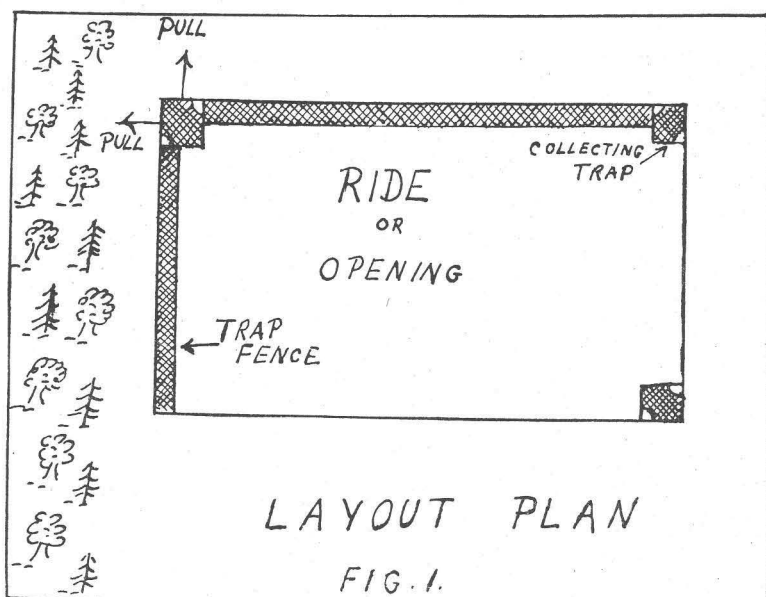 PULL
PULL
COLLECTING
TRAP
RIDE
OR
OPENING
TRAP
FENCE
LAYOUT PLAN
FIG. 1.